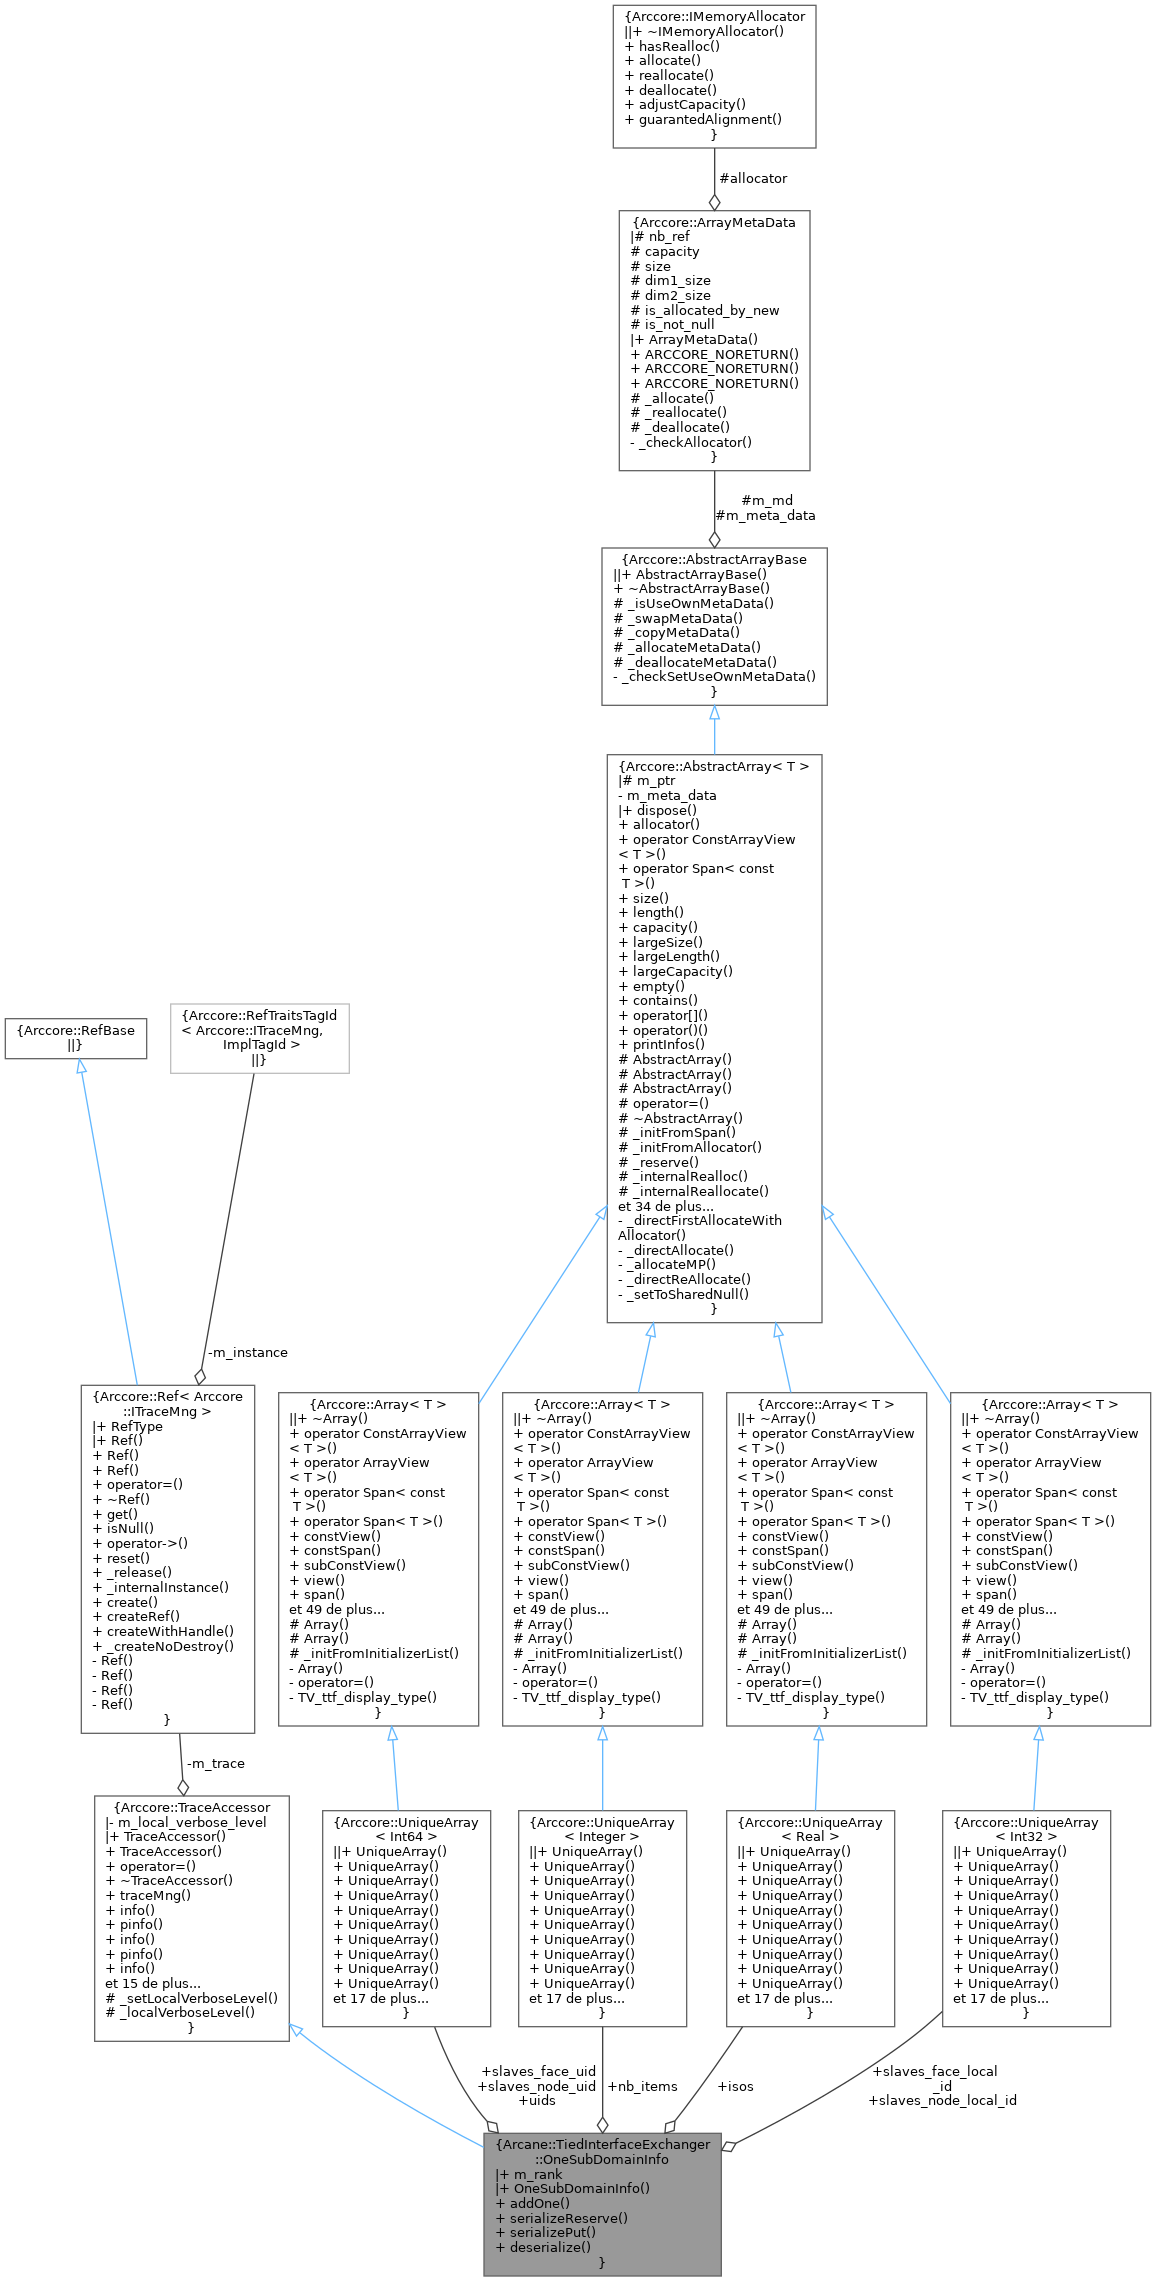 {Arccore::IMemoryAllocator
||+ ~IMemoryAllocator()
+ hasRealloc()
+ allocate()
+ reallocate()
+ deallocate()
+ adjustCapacity()
+ guarantedAlignment()
}
#allocator
{Arccore::ArrayMetaData
|# nb_ref
# capacity
# size
# dim1_size
# dim2_size
# is_allocated_by_new
# is_not_null
|+ ArrayMetaData()
+ ARCCORE_NORETURN()
+ ARCCORE_NORETURN()
+ ARCCORE_NORETURN()
# _allocate()
# _reallocate()
# _deallocate()
- _checkAllocator()
}
#m_md
#m_meta_data
{Arccore::AbstractArrayBase
||+ AbstractArrayBase()
+ ~AbstractArrayBase()
# _isUseOwnMetaData()
# _swapMetaData()
# _copyMetaData()
# _allocateMetaData()
# _deallocateMetaData()
- _checkSetUseOwnMetaData()
}
{Arccore::AbstractArray< T >
|# m_ptr
- m_meta_data
|+ dispose()
+ allocator()
+ operator ConstArrayView
< T >()
+ operator Span< const
T >()
+ size()
+ length()
+ capacity()
+ largeSize()
+ largeLength()
+ largeCapacity()
+ empty()
+ contains()
+ operator[]()
+ operator()()
+ printInfos()
# AbstractArray()
# AbstractArray()
# AbstractArray()
# operator=()
# ~AbstractArray()
# _initFromSpan()
# _initFromAllocator()
# _reserve()
# _internalRealloc()
# _internalReallocate()
et 34 de plus...
- _directFirstAllocateWith
Allocator()
- _directAllocate()
- _allocateMP()
- _directReAllocate()
- _setToSharedNull()
}
{Arccore::RefBase
||}
{Arccore::RefTraitsTagId
< Arccore::ITraceMng,
ImplTagId >
||}
-m_instance
{Arccore::Ref< Arccore
::ITraceMng >
|+ RefType
|+ Ref()
+ Ref()
+ Ref()
+ operator=()
+ ~Ref()
+ get()
+ isNull()
+ operator->()
+ reset()
+ _release()
+ _internalInstance()
+ create()
+ createRef()
+ createWithHandle()
+ _createNoDestroy()
- Ref()
- Ref()
- Ref()
- Ref()
}
{Arccore::Array< T >
||+ ~Array()
+ operator ConstArrayView
< T >()
+ operator ArrayView
< T >()
+ operator Span< const
T >()
+ operator Span< T >()
+ constView()
+ constSpan()
+ subConstView()
+ view()
+ span()
et 49 de plus...
# Array()
# Array()
# _initFromInitializerList()
- Array()
- operator=()
- TV_ttf_display_type()
}
{Arccore::Array< T >
||+ ~Array()
+ operator ConstArrayView
< T >()
+ operator ArrayView
< T >()
+ operator Span< const
T >()
+ operator Span< T >()
+ constView()
+ constSpan()
+ subConstView()
+ view()
+ span()
et 49 de plus...
# Array()
# Array()
# _initFromInitializerList()
- Array()
- operator=()
- TV_ttf_display_type()
}
{Arccore::Array< T >
||+ ~Array()
+ operator ConstArrayView
< T >()
+ operator ArrayView
< T >()
+ operator Span< const
T >()
+ operator Span< T >()
+ constView()
+ constSpan()
+ subConstView()
+ view()
+ span()
et 49 de plus...
# Array()
# Array()
# _initFromInitializerList()
- Array()
- operator=()
- TV_ttf_display_type()
}
{Arccore::Array< T >
||+ ~Array()
+ operator ConstArrayView
< T >()
+ operator ArrayView
< T >()
+ operator Span< const
T >()
+ operator Span< T >()
+ constView()
+ constSpan()
+ subConstView()
+ view()
+ span()
et 49 de plus...
# Array()
# Array()
# _initFromInitializerList()
- Array()
- operator=()
- TV_ttf_display_type()
}
-m_trace
{Arccore::TraceAccessor
|- m_local_verbose_level
|+ TraceAccessor()
+ TraceAccessor()
+ operator=()
+ ~TraceAccessor()
+ traceMng()
+ info()
+ pinfo()
+ info()
+ pinfo()
+ info()
et 15 de plus...
# _setLocalVerboseLevel()
# _localVerboseLevel()
}
{Arccore::UniqueArray
< Int64 >
||+ UniqueArray()
+ UniqueArray()
+ UniqueArray()
+ UniqueArray()
+ UniqueArray()
+ UniqueArray()
+ UniqueArray()
+ UniqueArray()
+ UniqueArray()
+ UniqueArray()
et 17 de plus...
}
{Arccore::UniqueArray
< Integer >
||+ UniqueArray()
+ UniqueArray()
+ UniqueArray()
+ UniqueArray()
+ UniqueArray()
+ UniqueArray()
+ UniqueArray()
+ UniqueArray()
+ UniqueArray()
+ UniqueArray()
et 17 de plus...
}
{Arccore::UniqueArray
< Real >
||+ UniqueArray()
+ UniqueArray()
+ UniqueArray()
+ UniqueArray()
+ UniqueArray()
+ UniqueArray()
+ UniqueArray()
+ UniqueArray()
+ UniqueArray()
+ UniqueArray()
et 17 de plus...
}
{Arccore::UniqueArray
< Int32 >
||+ UniqueArray()
+ UniqueArray()
+ UniqueArray()
+ UniqueArray()
+ UniqueArray()
+ UniqueArray()
+ UniqueArray()
+ UniqueArray()
+ UniqueArray()
+ UniqueArray()
et 17 de plus...
}
+slaves_face_uid
+slaves_node_uid
+uids
+nb_items
+isos
+slaves_face_local
_id
+slaves_node_local_id
{Arcane::TiedInterfaceExchanger
::OneSubDomainInfo
|+ m_rank
|+ OneSubDomainInfo()
+ addOne()
+ serializeReserve()
+ serializePut()
+ deserialize()
}